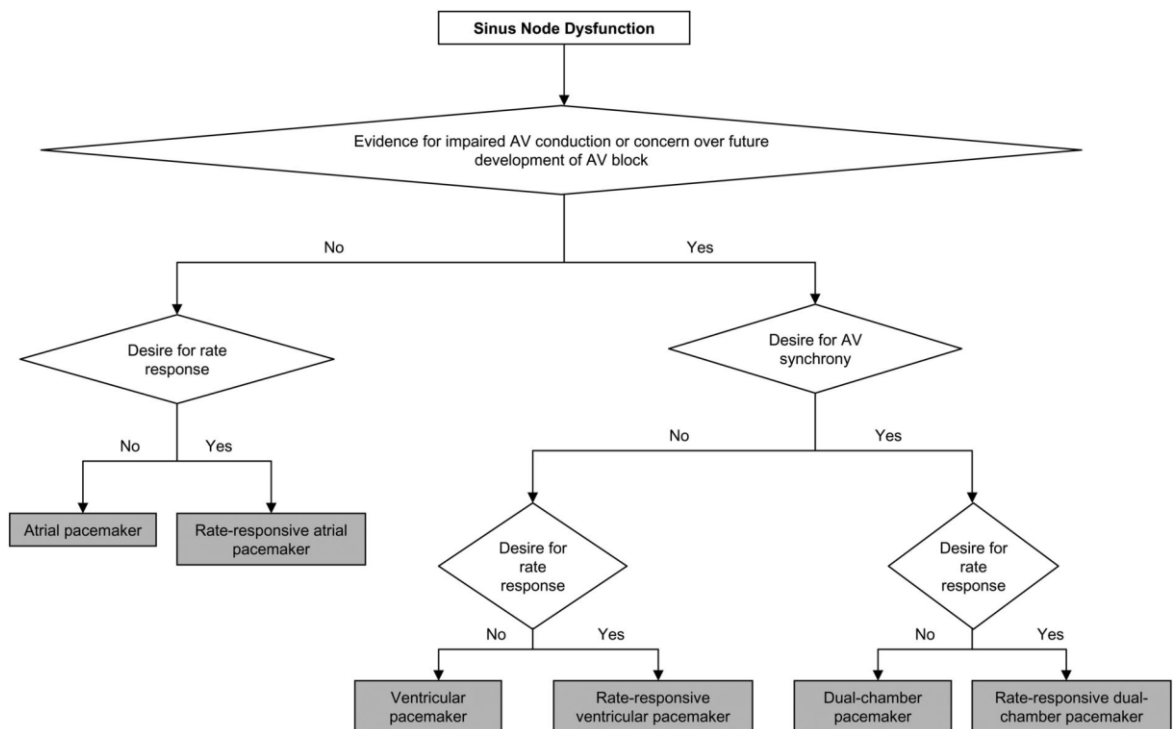 Sinus Node Dysfunction
Evidence for impaired AV conduction or concern over future
development of AV block
No
Yes
Desire for rate
response
Desire for AV
synchrony
No
Yes
No
Yes
Atrial pacemaker
Rate-responsive atrial
pacemaker
Desire for
rate
response
Desire for
rate
response
No
Yes
No
Yes
Ventricular
pacemaker
Rate-responsive
ventricular pacemaker
Dual-chamber
pacemaker
Rate-responsive dual-
chamber pacemaker